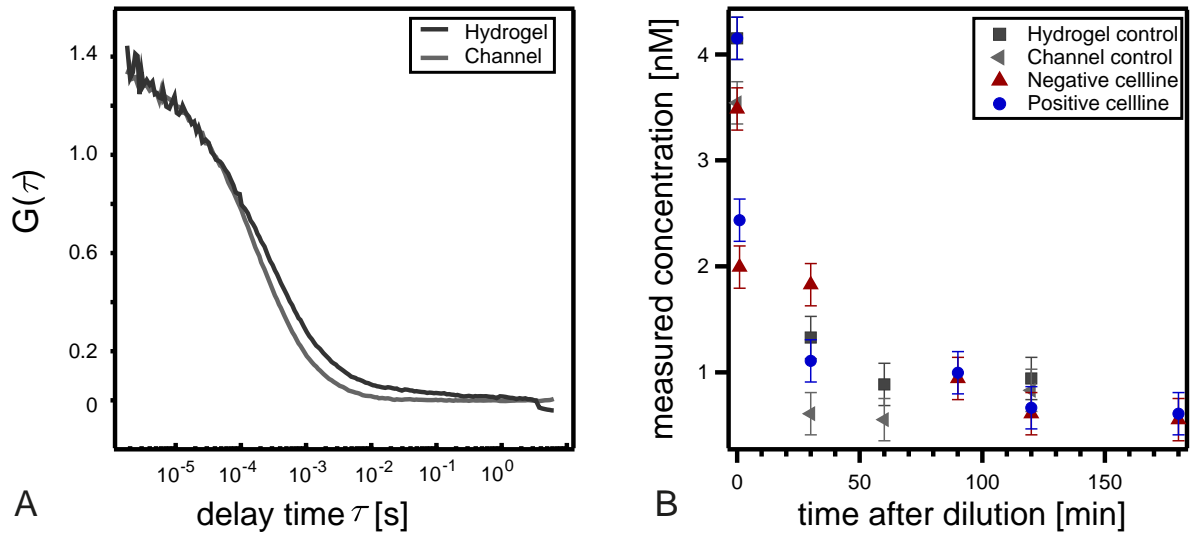 Hydrogel
Channel
1.4
1.0
0.6
0.2
0
G(τ)
10-5
10-4
10-3
10-2
10-1
100
delay time τ [s]
A
Hydrogel control
Channel control
Negative cellline
Positive cellline
4
3
2
1
measured concentration [nM]
0
50
100
150
time after dilution [min]
B